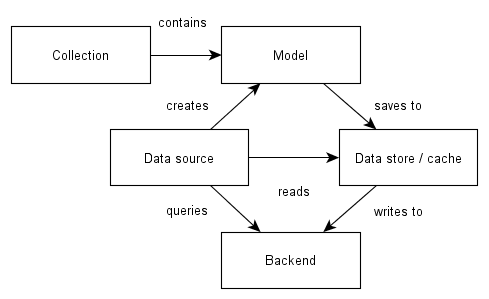 contains
Collection
Model
creates
saves to
Data source
Data store / cache
reads
queries
writes to
Backend